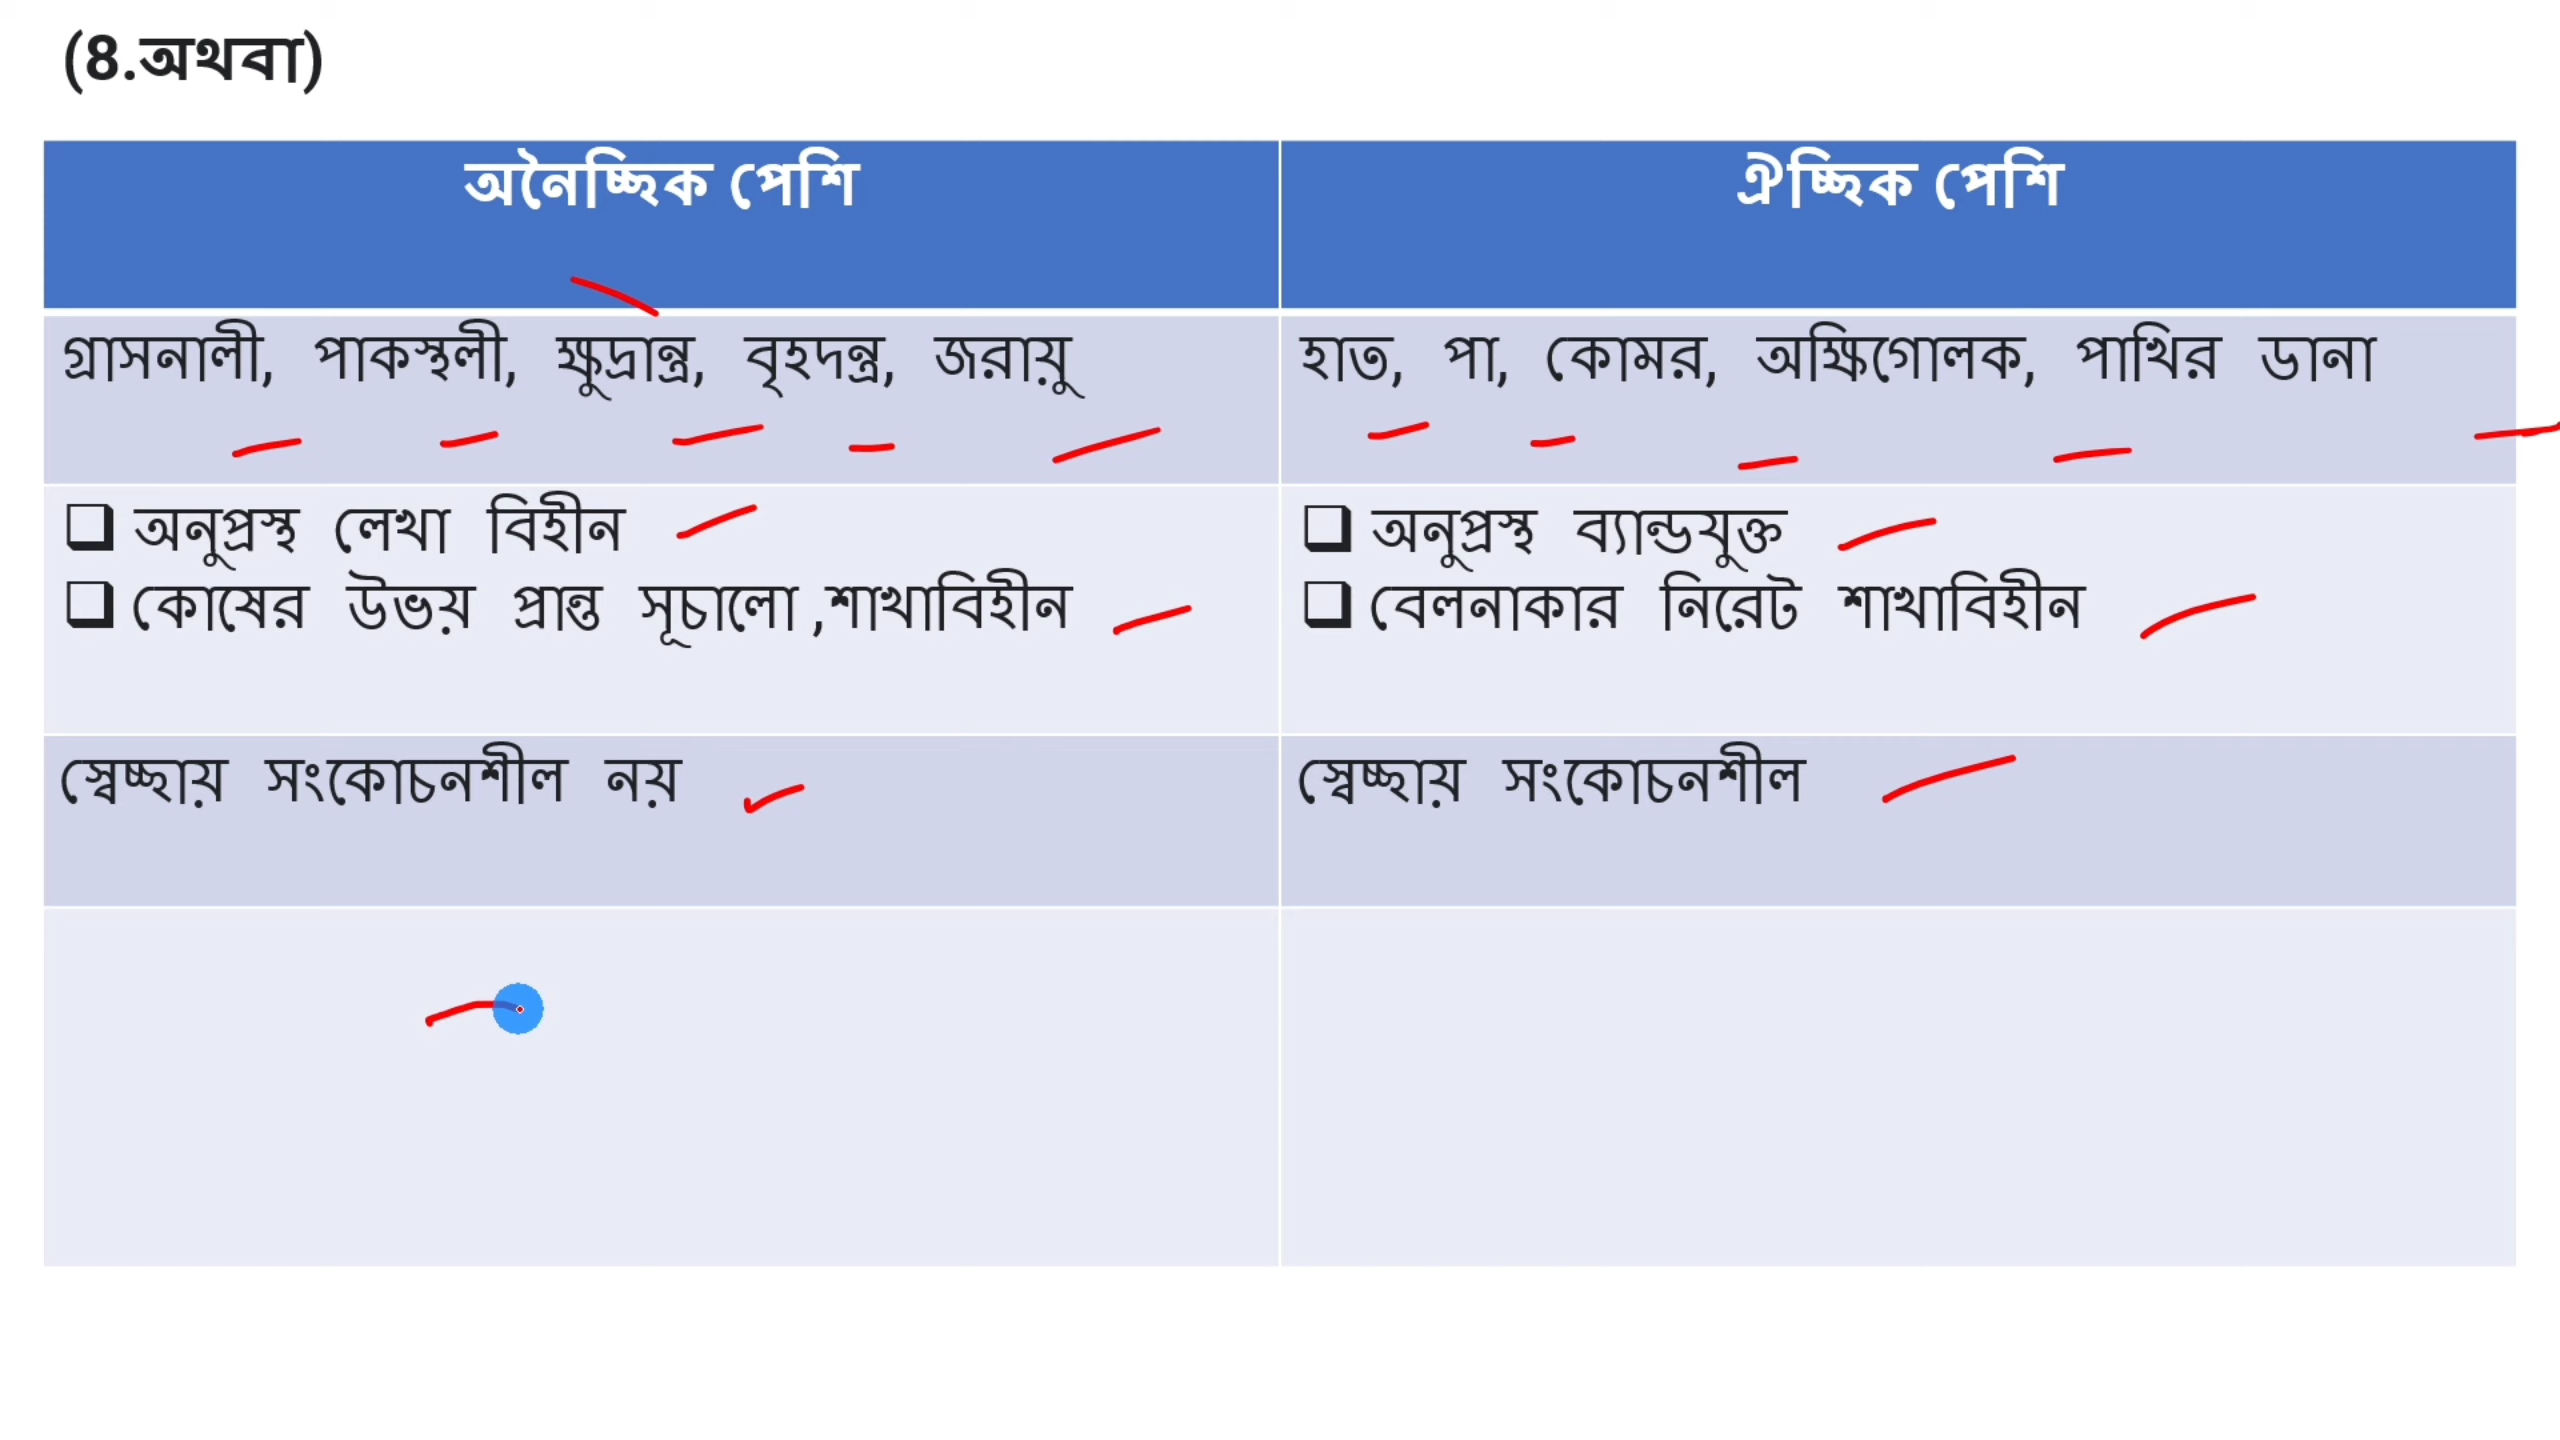 (8.অথবা)
অনৈচ্ছিক পেশি
ঐচ্ছিক পেশি
গ্রাসনালী, পাকস্থলী, ক্ষুদ্রান্ত্র, বৃহদন্ত্র, জরায়ু
হাত, পা, কোমর, অক্ষিগোলক, পাখির ডানা
অনুপ্রস্থ লেখা বিহীন
কোষের উভয় প্রান্ত সূচালো ,শাখাবিহীন
অনুপ্রস্থ ব্যান্ডযুক্ত
বেলনাকার নিরেট শাখাবিহীন
স্বেচ্ছায় সংকোচনশীল নয়
স্বেচ্ছায় সংকোচনশীল